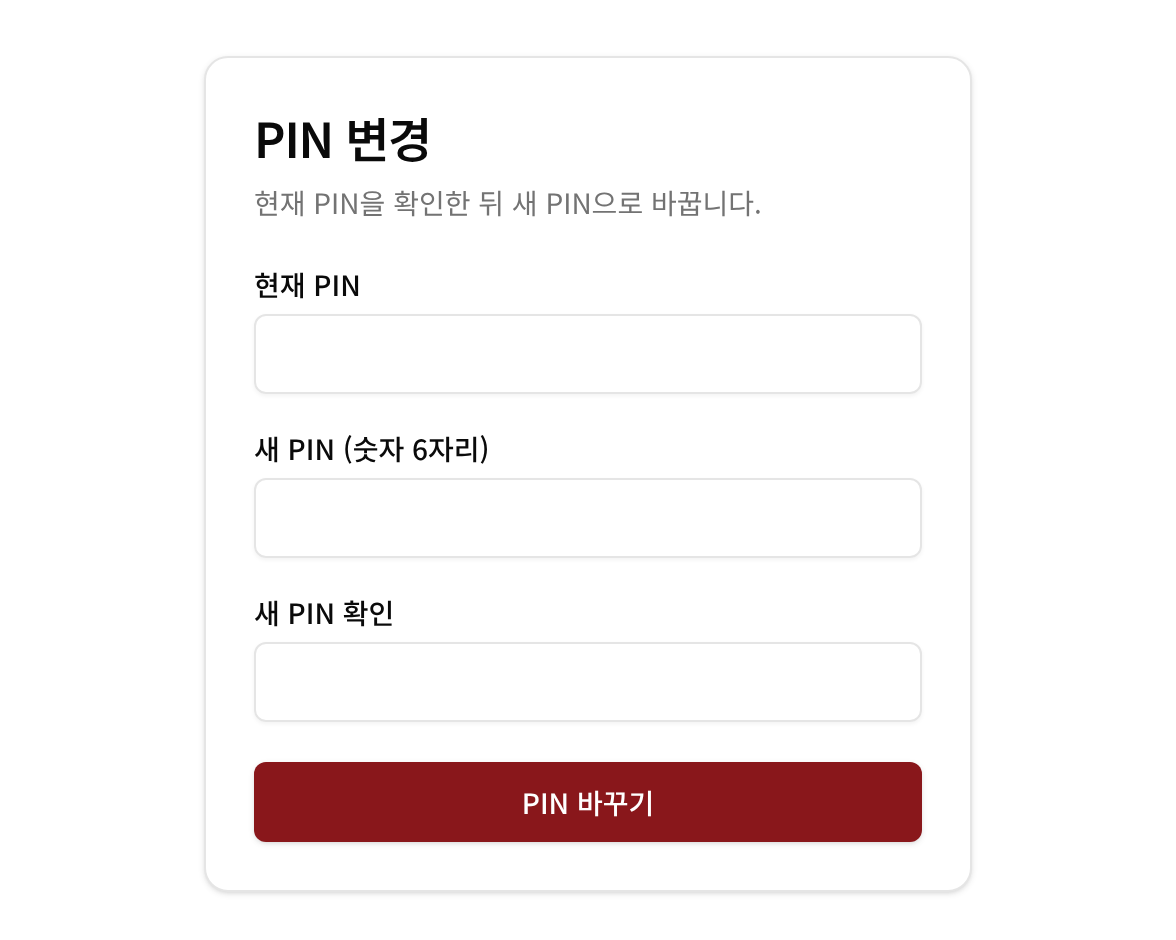 PIN 변경
현재 PIN을 확인한 뒤 새 PIN으로 바꿉니다.
현재 PIN
새 PIN (숫자 6자리)
새 PIN 확인
PIN 바꾸기